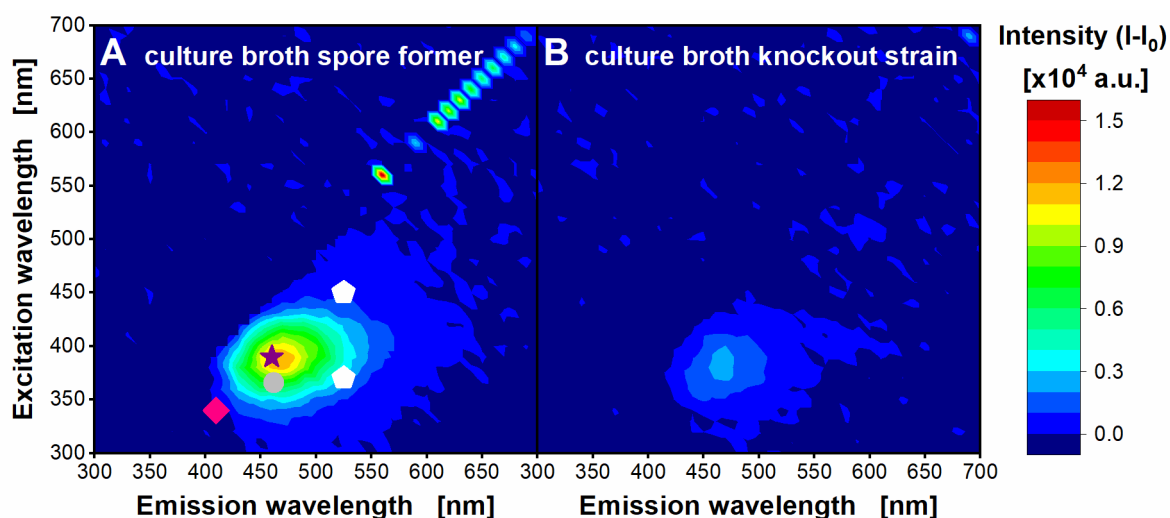 A culture broth spore former
B culture broth knockout strain
Intensity (I-I₀)
[x10⁴ a.u.]
Excitation wavelength [nm]
700
650
600
550
500
450
400
350
300
300 350 400 450 500 550 600 650 300 350 400 450 500 550 600 650 700
Emission wavelength [nm]
Emission wavelength [nm]
1.5
1.2
0.9
0.6
0.3
0.0